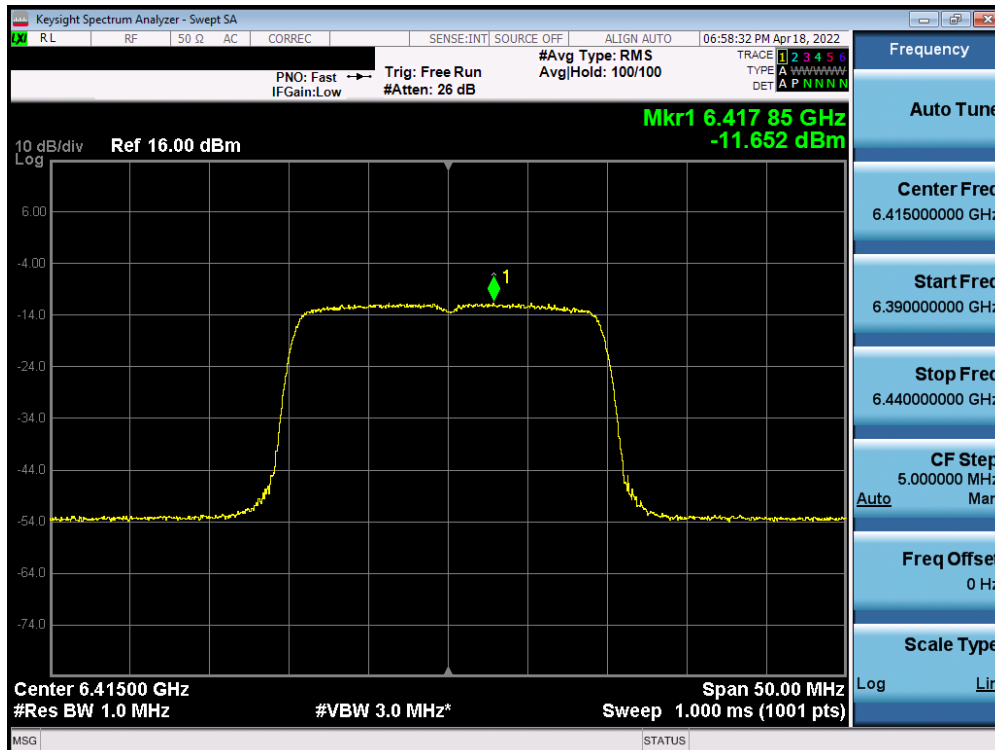 Keysight Spectrum Analyzer - Swept SA
LXI RL RF 50 Ω AC CORREC SENSE:INT SOURCE OFF ALIGN AUTO 06:58:32 PM Apr 18, 2022
PNO: Fast
IFGain:Low
Trig: Free Run
#Atten: 26 dB
#Avg Type: RMS
Avg|Hold: 100/100
TRACE 1 2 3 4 5 6
TYPE A WWWWW
DET A P N N N N
Mkr1 6.417 85 GHz
-11.652 dBm
10 dB/div Ref 16.00 dBm
Log
1
6.00
-4.00
-14.0
-24.0
-34.0
-44.0
-54.0
-64.0
-74.0
Center 6.41500 GHz Span 50.00 MHz
#Res BW 1.0 MHz #VBW 3.0 MHz* Sweep 1.000 ms (1001 pts)
MSG STATUS
Frequency
Auto Tune
Center Freq
6.415000000 GHz
Start Freq
6.390000000 GHz
Stop Freq
6.440000000 GHz
CF Step
5.000000 MHz
Auto Man
Freq Offset
0 Hz
Scale Type
Log Lin